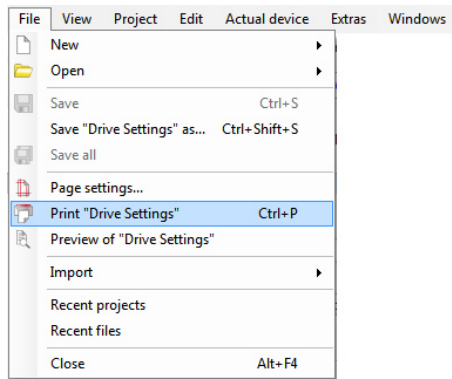 File View Project Edit Actual device Extras Windows
New
Open
Save Ctrl+S
Save "Drive Settings" as... Ctrl+Shift+S
Save all
Page settings...
Print "Drive Settings" Ctrl+P
Preview of "Drive Settings"
Import
Recent projects
Recent files
Close Alt+F4